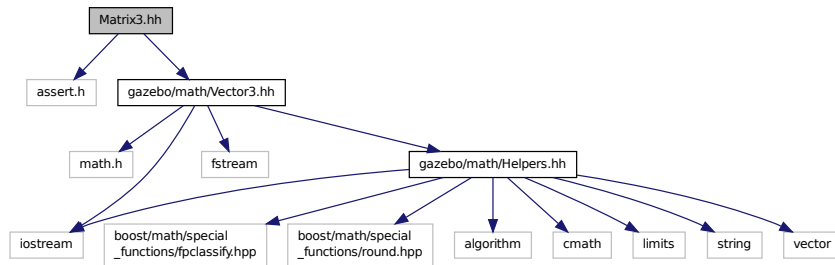 Matrix3.hh
assert.h
gazebo/math/Vector3.hh
math.h
fstream
gazebo/math/Helpers.hh
iostream
boost/math/special
_functions/fpclassify.hpp
boost/math/special
_functions/round.hpp
algorithm
cmath
limits
string
vector